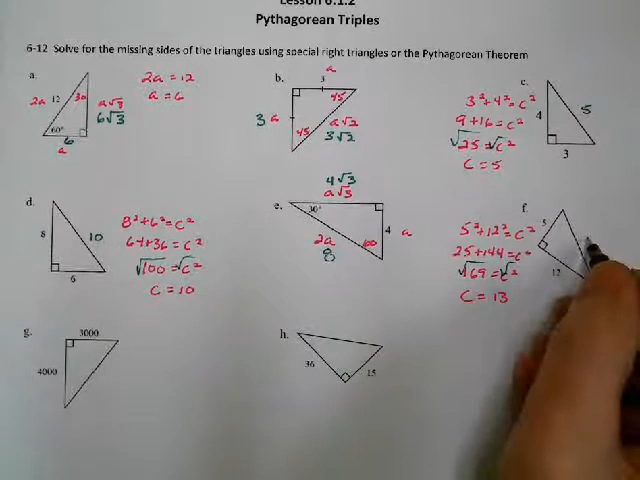 Lesson 6.1.2
Pythagorean Triples
6-12 Solve for the missing sides of the triangles using special right triangles or the Pythagorean Theorem
a.
2a 12 30 a√3
6√3
60°
6
a
2a = 12
a = 6
b.
a
3
45
3 a
a√2
45 3√2
c.
3² + 4² = c²
9 + 16 = c²
√25 = √c²
c = 5
4 5
3
d.
8 10
6
8² + 6² = c²
64 + 36 = c²
√100 = √c²
c = 10
e.
4√3
a√3
30°
4 a
2a
8
f.
5² + 12² = c²
25 + 144 = c²
√169 = √c²
c = 13
5
12
g.
3000
4000
h.
36 15